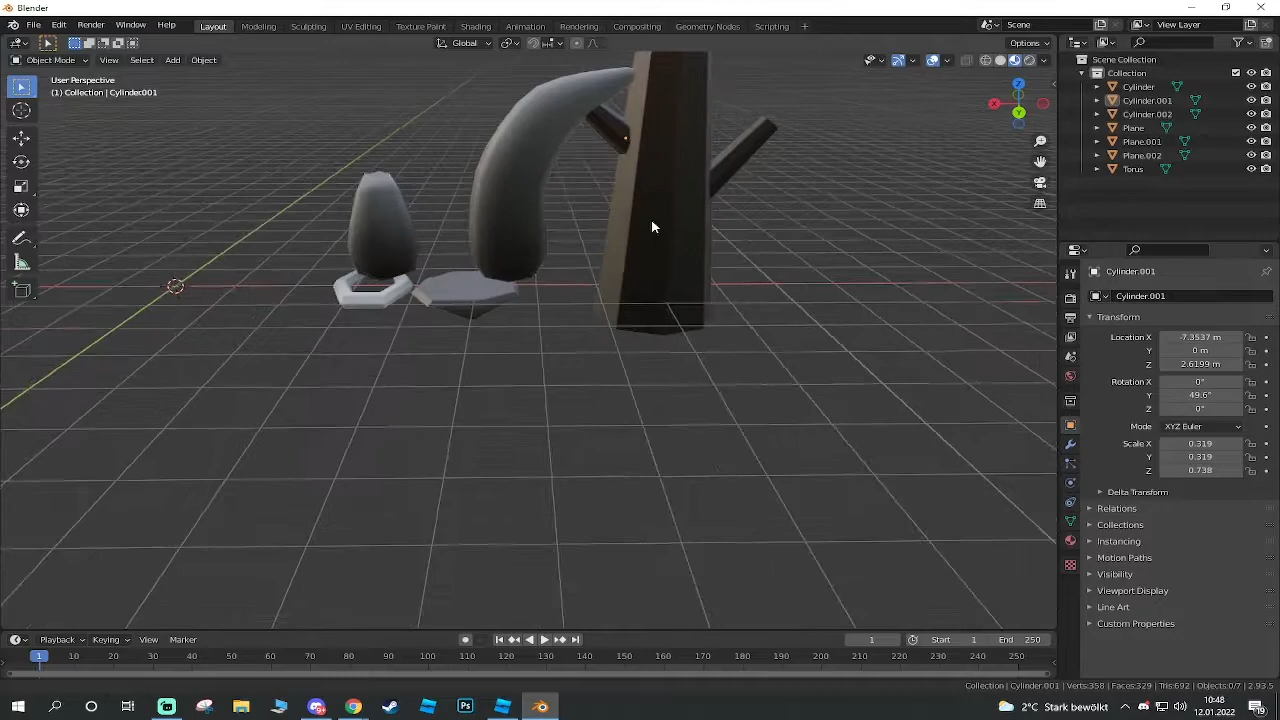 Blender
File Edit Render Window Help Layout Modeling Sculpting UV Editing Texture Paint Shading Animation Rendering Compositing Geometry Nodes Scripting + Scene View Layer
Object Mode View Select Add Object Global Options
User Perspective
(1) Collection | Cylinder.001
Z
X
Y
Scene Collection
Collection
Cylinder
Cylinder.001
Cylinder.002
Plane
Plane.001
Plane.002
Torus
Cylinder.001
Cylinder.001
Transform
Location X -7.3537 m
Y 0 m
Z 2.6199 m
Rotation X 0°
Y 49.6°
Z 0°
Mode XYZ Euler
Scale X 0.319
Y 0.319
Z 0.738
Delta Transform
Relations
Collections
Instancing
Motion Paths
Visibility
Viewport Display
Line Art
Custom Properties
Playback Keying View Marker 1 Start 1 End 250
1 10 20 30 40 50 60 70 80 90 100 110 120 130 140 150 160 170 180 190 200 210 220 230 240 250
Collection | Cylinder.001 | Verts:358 | Faces:329 | Tris:692 | Objects:0/7 | 2.93.5
Ps 2°C Stark bewölkt 10:48
12.01.2022